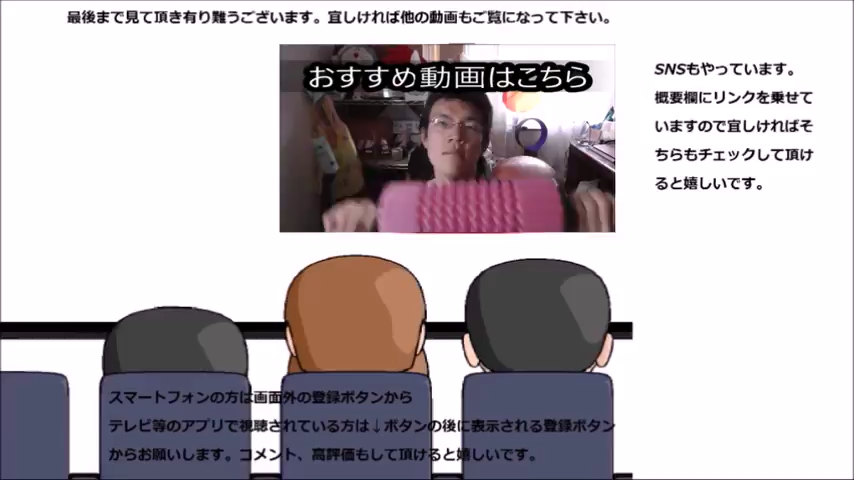 最後まで見て頂き有り難うございます。宜しければ他の動画もご覧になって下さい。
おすすめ動画はこちら
SNSもやっています。
概要欄にリンクを乗せて
いますので宜しければそ
ちらもチェックして頂け
ると嬉しいです。
スマートフォンの方は画面外の登録ボタンから
テレビ等のアプリで視聴されている方は↓ボタンの後に表示される登録ボタン
からお願いします。コメント、高評価もして頂けると嬉しいです。